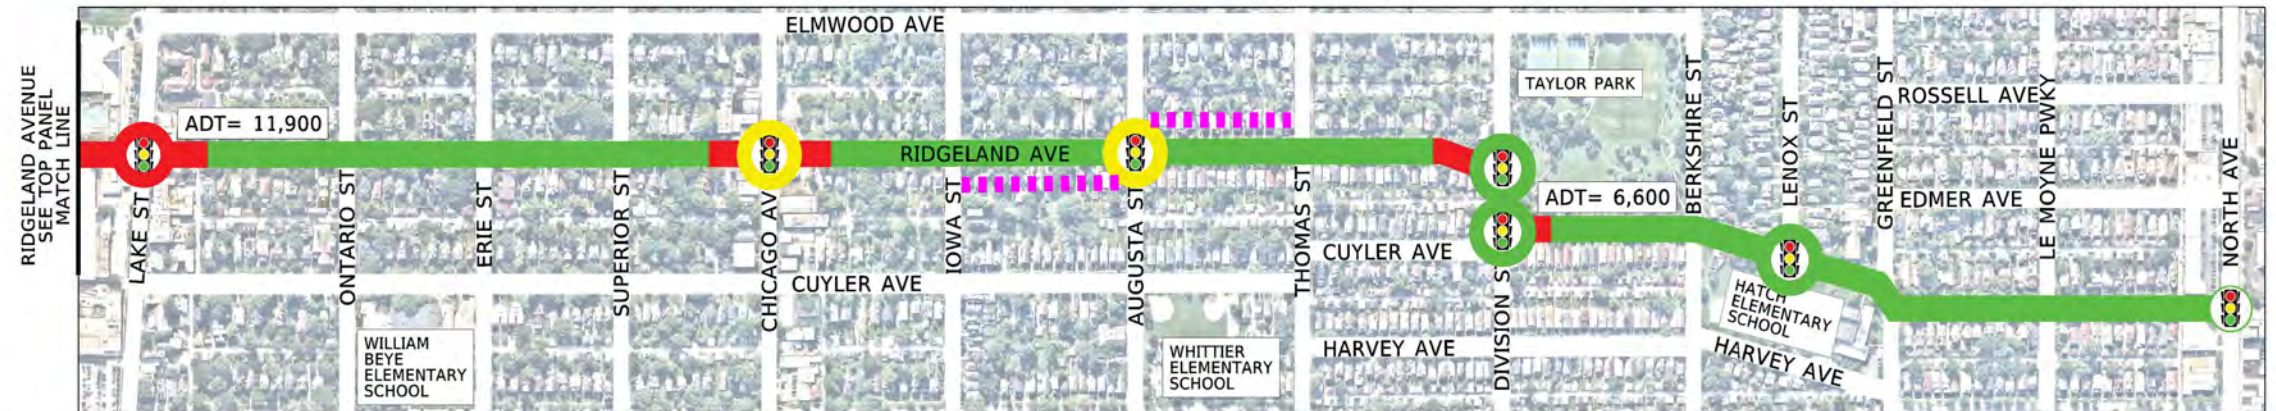 RIDGELAND AVENUE
SEE TOP PANEL
MATCH LINE
ELMWOOD AVE
ADT= 11,900
LAKE ST
ONTARIO ST
ERIE ST
SUPERIOR ST
CHICAGO AV
RIDGELAND AVE
IOWA ST
AUGUSTA ST
THOMAS ST
CUYLER AVE
CUYLER AVE
TAYLOR PARK
ADT= 6,600
DIVISION S
BERKSHIRE ST
LENOX ST
GREENFIELD ST
ROSSELL AVE
EDMER AVE
LE MOYNE PWKY
NORTH AVE
WILLIAM
BEYE
ELEMENTARY
SCHOOL
WHITTIER
ELEMENTARY
SCHOOL
HARVEY AVE
HATCH
ELEMENTARY
SCHOOL
HARVEY AVE